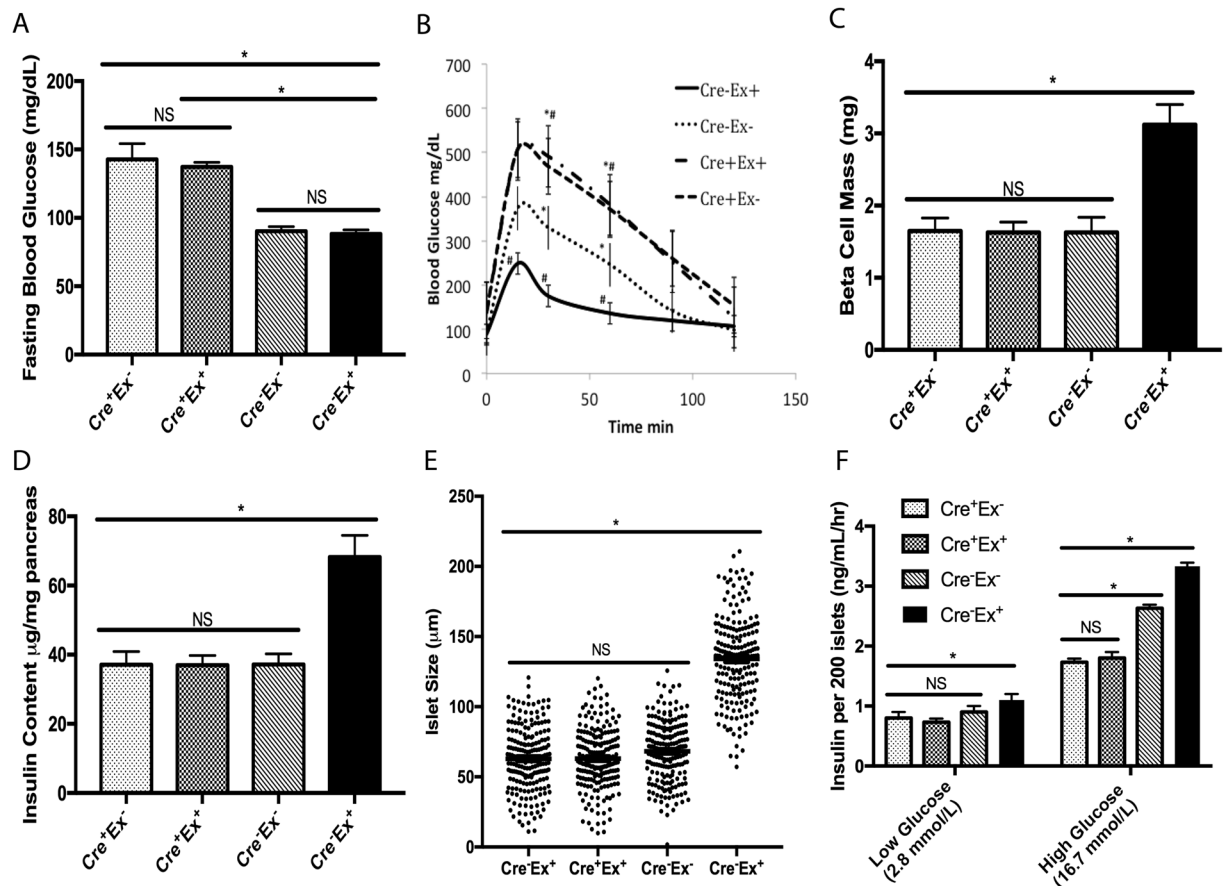 A
Fasting Blood Glucose (mg/dL)
200
150
100
50
0
*
*
NS
NS
Cre⁺Ex⁻
Cre⁺Ex⁺
Cre⁻Ex⁻
Cre⁻Ex⁺
B
Blood Glucose mg/dL
700
600
500
400
300
200
100
0
Cre-Ex+
Cre-Ex-
Cre+Ex+
Cre+Ex-
*#
*#
*
*
#
#
#
0 50 100 150
Time min
C
Beta Cell Mass (mg)
4
3
2
1
0
*
NS
Cre⁺Ex⁻
Cre⁺Ex⁺
Cre⁻Ex⁻
Cre⁻Ex⁺
D
Insulin Content μg/mg pancreas
80
60
40
20
0
*
NS
Cre⁺Ex⁻
Cre⁺Ex⁺
Cre⁻Ex⁻
Cre⁻Ex⁺
E
Islet Size (μm)
250
200
150
100
50
0
*
NS
Cre⁻Ex⁺ Cre⁺Ex⁺ Cre⁻Ex⁻ Cre⁻Ex⁺
F
Insulin per 200 islets (ng/mL/hr)
4
3
2
1
0
Cre⁺Ex⁻
Cre⁺Ex⁺
Cre⁻Ex⁻
Cre⁻Ex⁺
*
NS
*
*
NS
Low Glucose
(2.8 mmol/L)
High Glucose
(16.7 mmol/L)